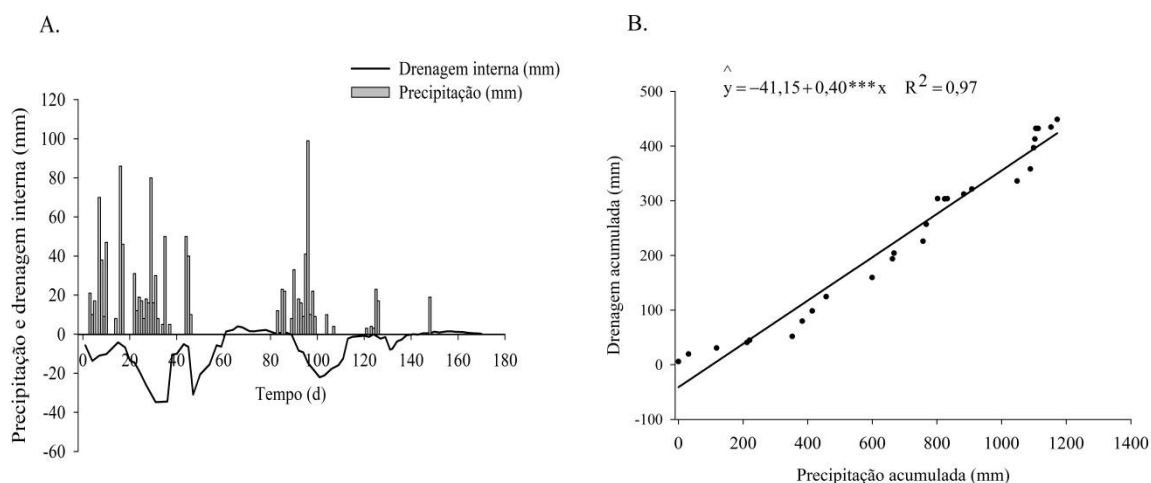 A.
Drenagem interna (mm)
Precipitação (mm)
Precipitação e drenagem interna (mm)
120
100
80
60
40
20
0
-20
-40
-60
0 20 40 60 80 100 120 140 160 180
Tempo (d)
B.
^
y = −41,15 + 0,40***x R² = 0,97
Drenagem acumulada (mm)
500
400
300
200
100
0
-100
0 200 400 600 800 1000 1200 1400
Precipitação acumulada (mm)